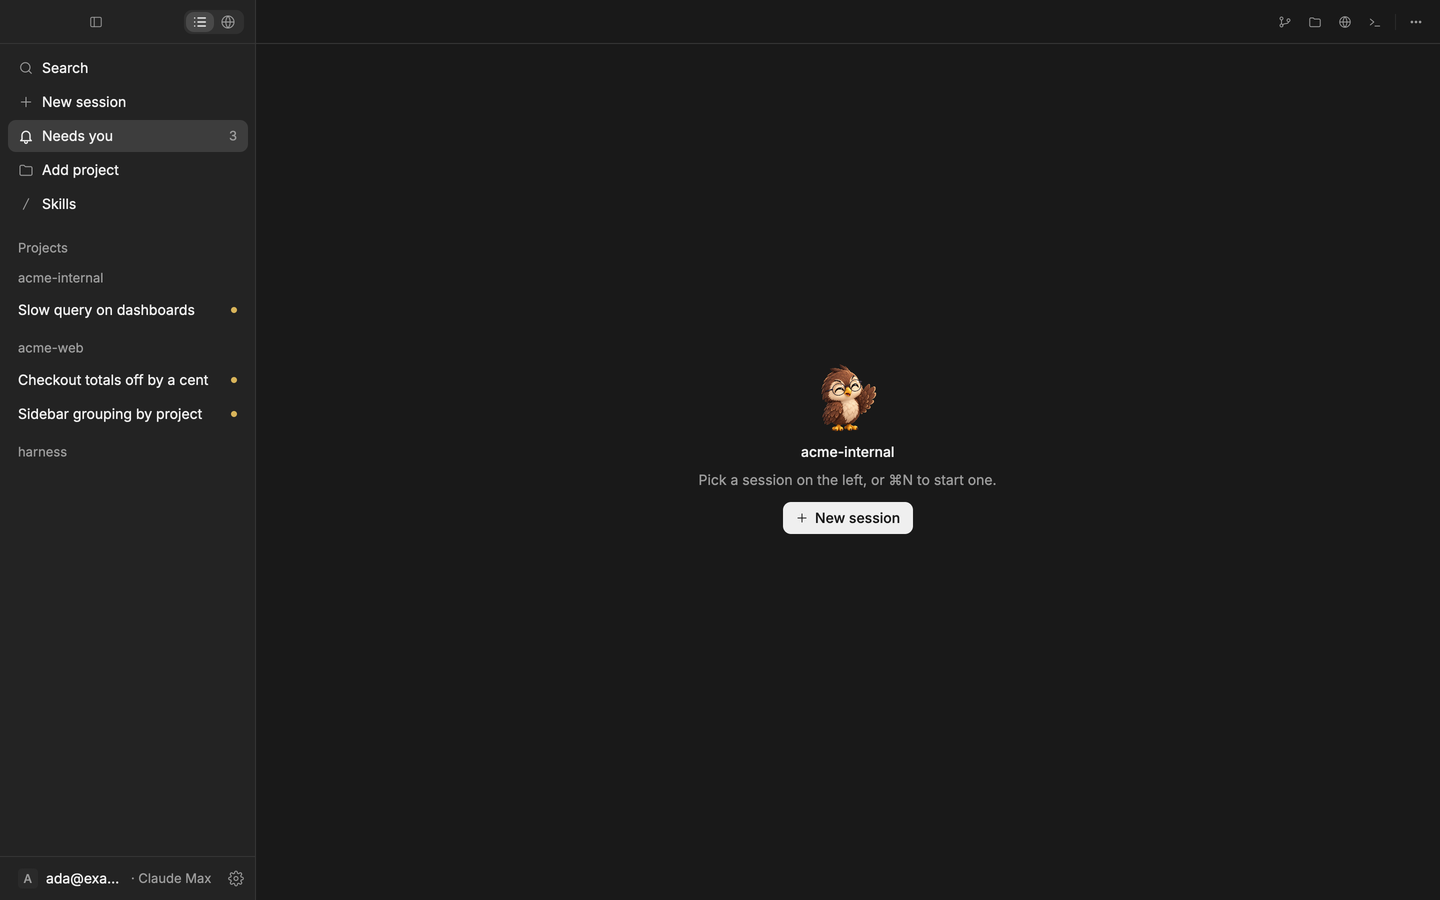 Search
New session
Needs you 3
Add project
/ Skills
Projects
acme-internal
Slow query on dashboards
acme-web
Checkout totals off by a cent
Sidebar grouping by project
harness
A ada@exa... · Claude Max
acme-internal
Pick a session on the left, or ⌘N to start one.
+ New session